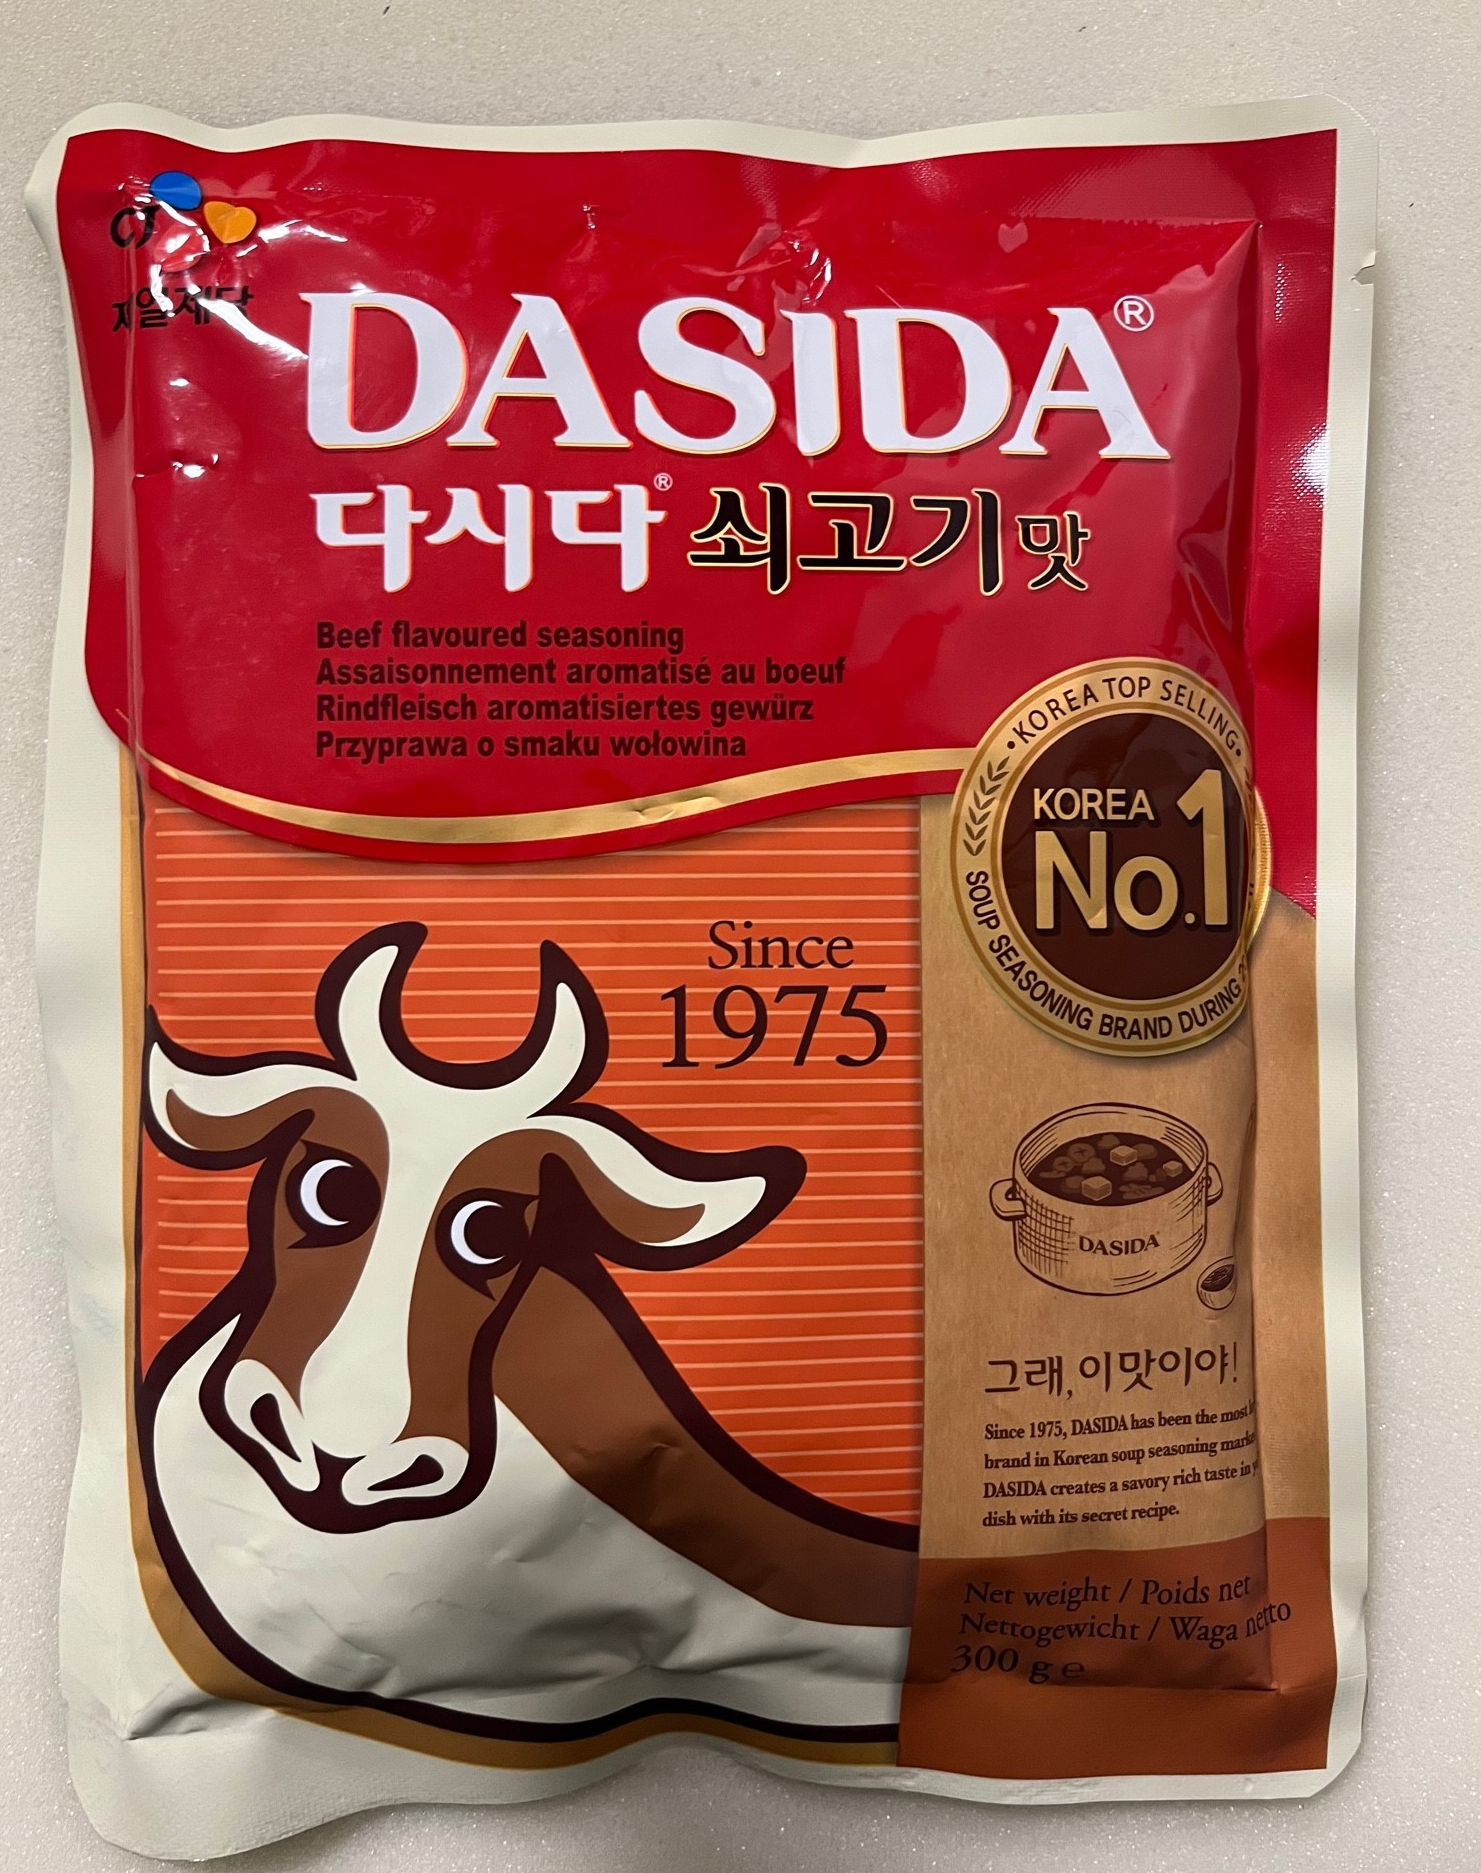 CJ
제일제당
DASIDA®
다시다® 쇠고기맛
Beef flavoured seasoning
Assaisonnement aromatisé au boeuf
Rindfleisch aromatisiertes gewürz
Przyprawa o smaku wołowina
• KOREA TOP SELLING •
KOREA
No.1
SOUP SEASONING BRAND DURING
Since
1975
DASIDA
그래, 이맛이야!
Since 1975, DASIDA has been the most
brand in Korean soup seasoning
DASIDA creates a savory rich taste in
dish with its secret recipe.
Net weight / Poids net
Nettogewicht / Waga netto
300 g e